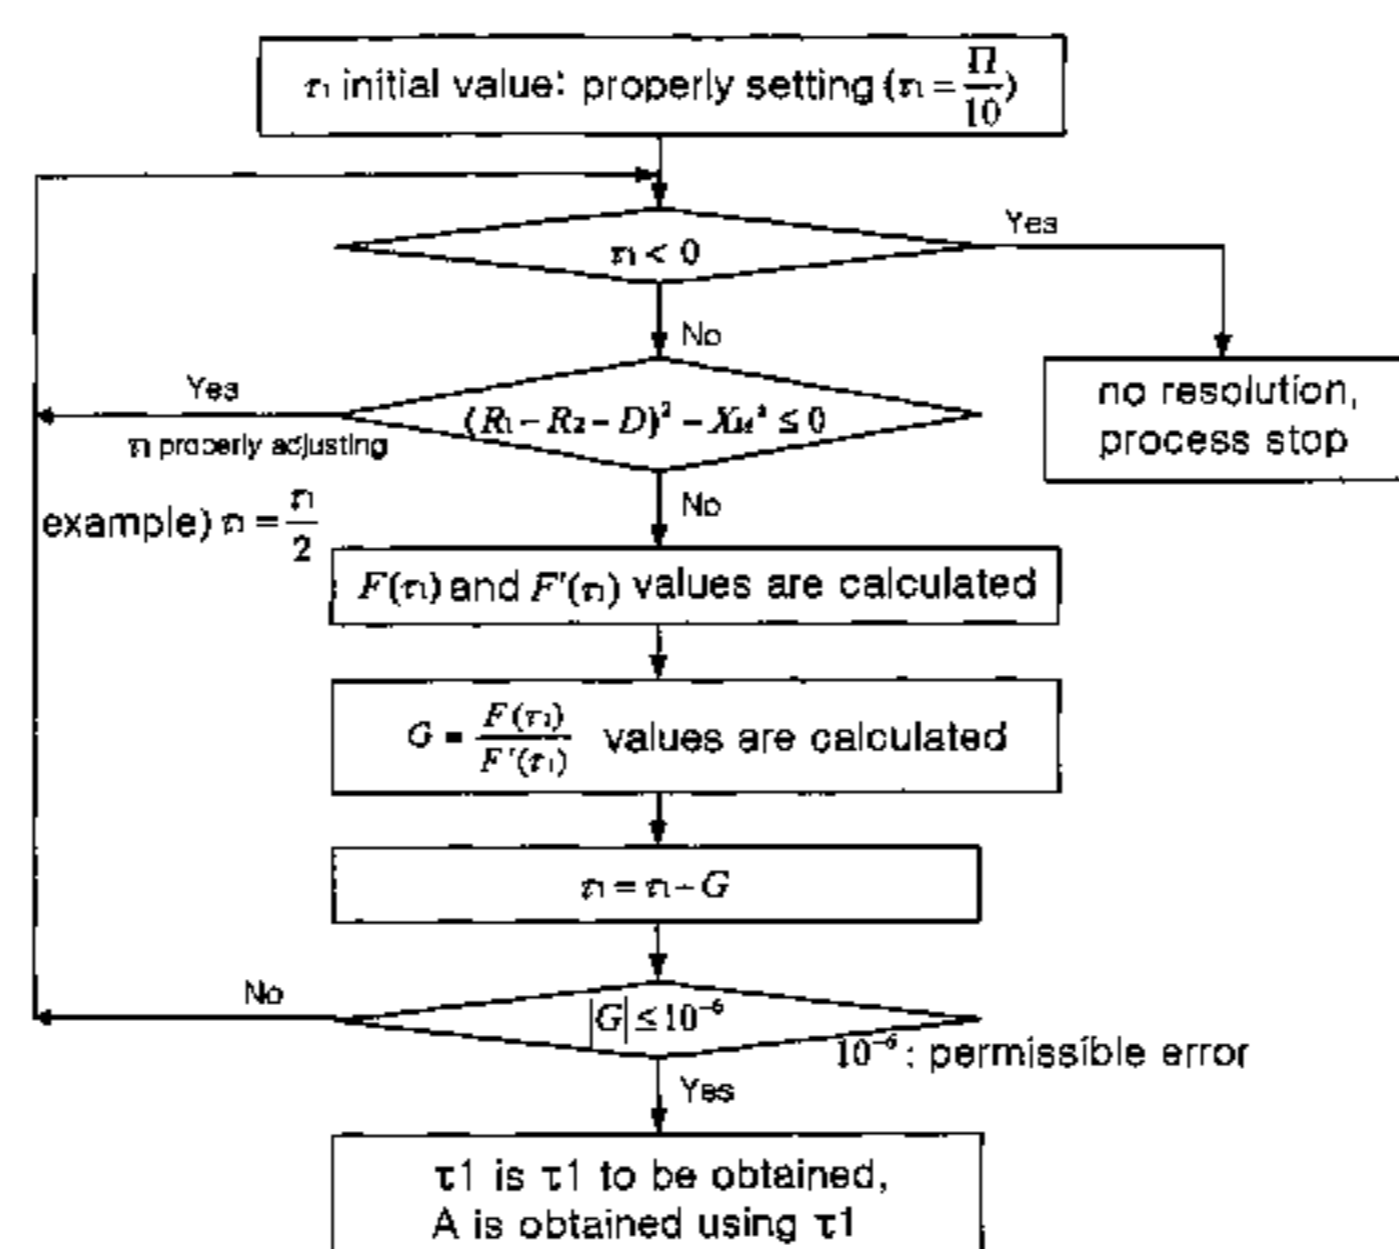 τ1 initial value: properly setting (τ1 = Π/10)
τ1 < 0
Yes
No
(R1 − R2 − D)² − X1d² ≤ 0
Yes
τ1 properly adjusting
example) τ1 = τ1/2
no resolution,
process stop
No
F(τ1) and F'(τ1) values are calculated
G = F(τ1)/F'(τ1) values are calculated
τ1 = τ1 − G
No
|G| ≤ 10⁻⁶
10⁻⁶ : permissible error
Yes
τ1 is τ1 to be obtained,
A is obtained using τ1